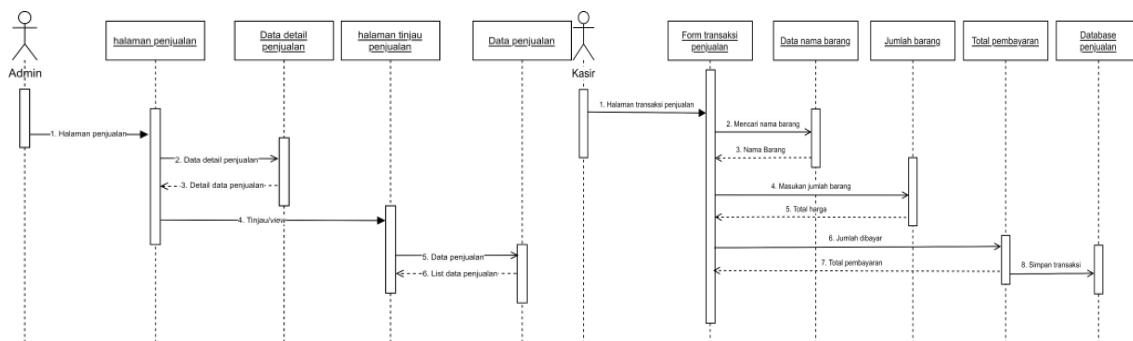 halaman penjualan
Data detail
penjualan
halaman tinjau
penjualan
Data penjualan
Admin
1. Halaman penjualan
2. Data detail penjualan
3. Detail data penjualan
4. Tinjau/view
5. Data penjualan
6. List data penjualan
Form transaksi
penjualan
Data nama barang
Jumlah barang
Total pembayaran
Database
penjualan
Kasir
1. Halaman transaksi penjualan
2. Mencari nama barang
3. Nama Barang
4. Masukan jumlah barang
5. Total harga
6. Jumlah dibayar
7. Total pembayaran
8. Simpan transaksi